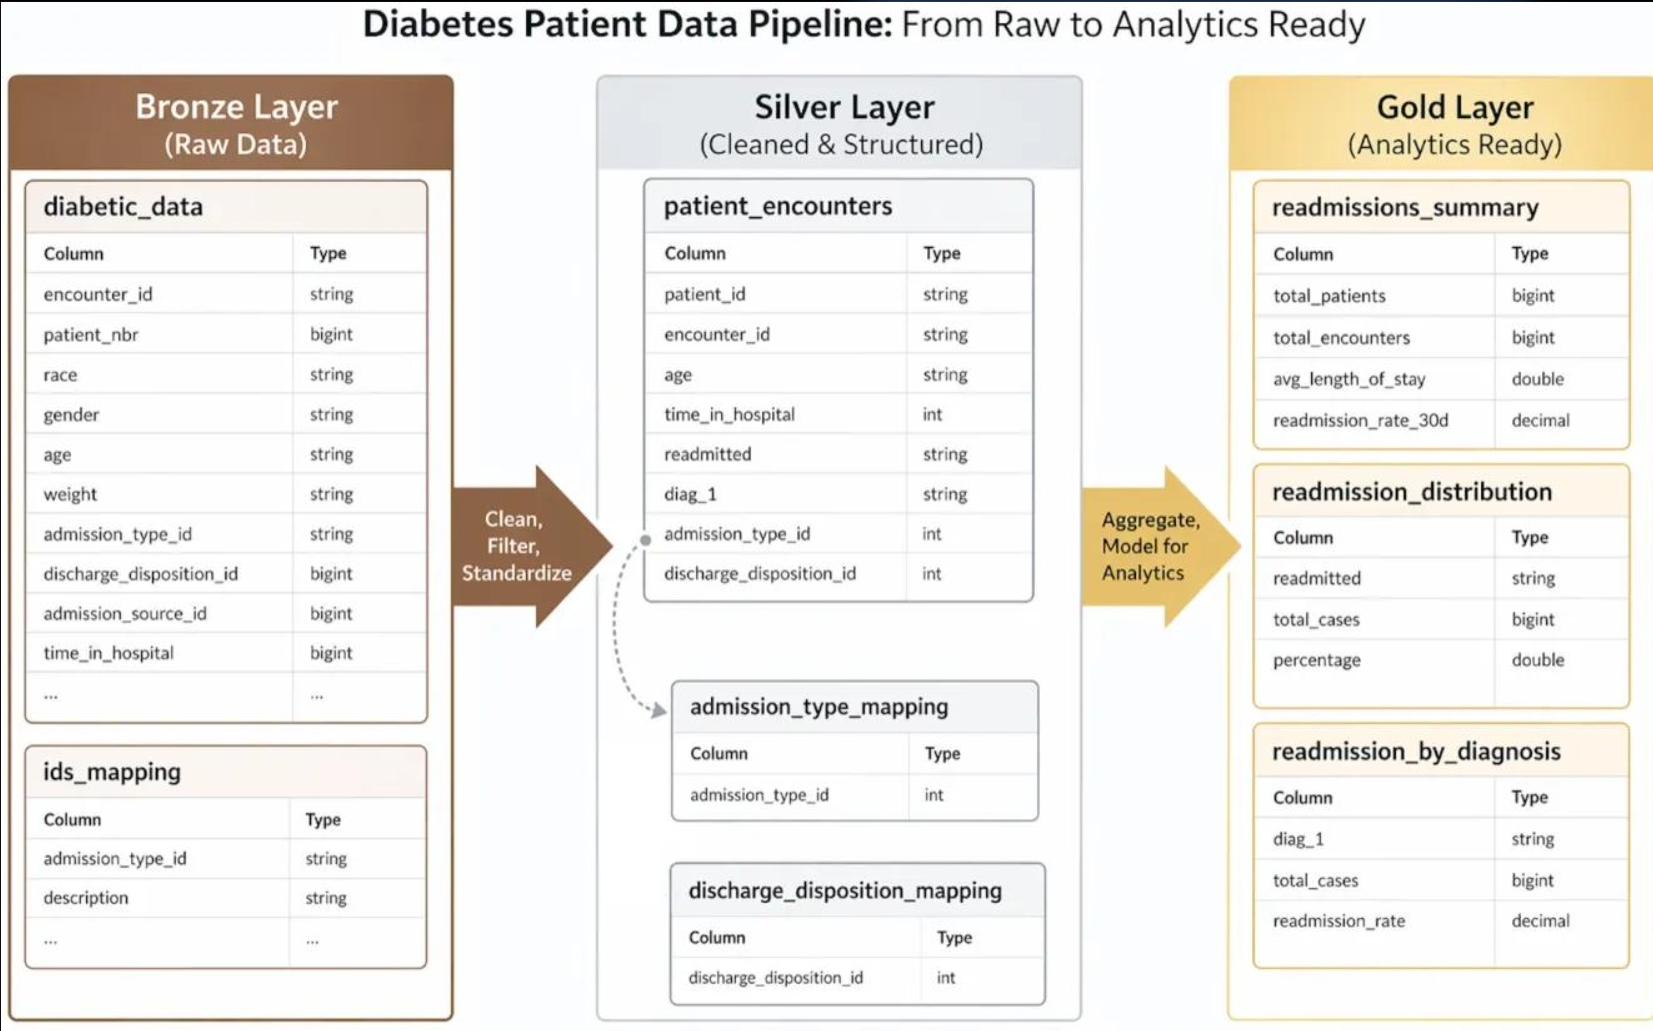 Diabetes Patient Data Pipeline: From Raw to Analytics Ready
Bronze Layer
(Raw Data)
diabetic_data
Column Type
encounter_id string
patient_nbr bigint
race string
gender string
age string
weight string
admission_type_id string
discharge_disposition_id bigint
admission_source_id bigint
time_in_hospital bigint
... ...
ids_mapping
Column Type
admission_type_id string
description string
... ...
Clean,
Filter,
Standardize
Silver Layer
(Cleaned & Structured)
patient_encounters
Column Type
patient_id string
encounter_id string
age string
time_in_hospital int
readmitted string
diag_1 string
admission_type_id int
discharge_disposition_id int
admission_type_mapping
Column Type
admission_type_id int
discharge_disposition_mapping
Column Type
discharge_disposition_id int
Aggregate,
Model for
Analytics
Gold Layer
(Analytics Ready)
readmissions_summary
Column Type
total_patients bigint
total_encounters bigint
avg_length_of_stay double
readmission_rate_30d decimal
readmission_distribution
Column Type
readmitted string
total_cases bigint
percentage double
readmission_by_diagnosis
Column Type
diag_1 string
total_cases bigint
readmission_rate decimal